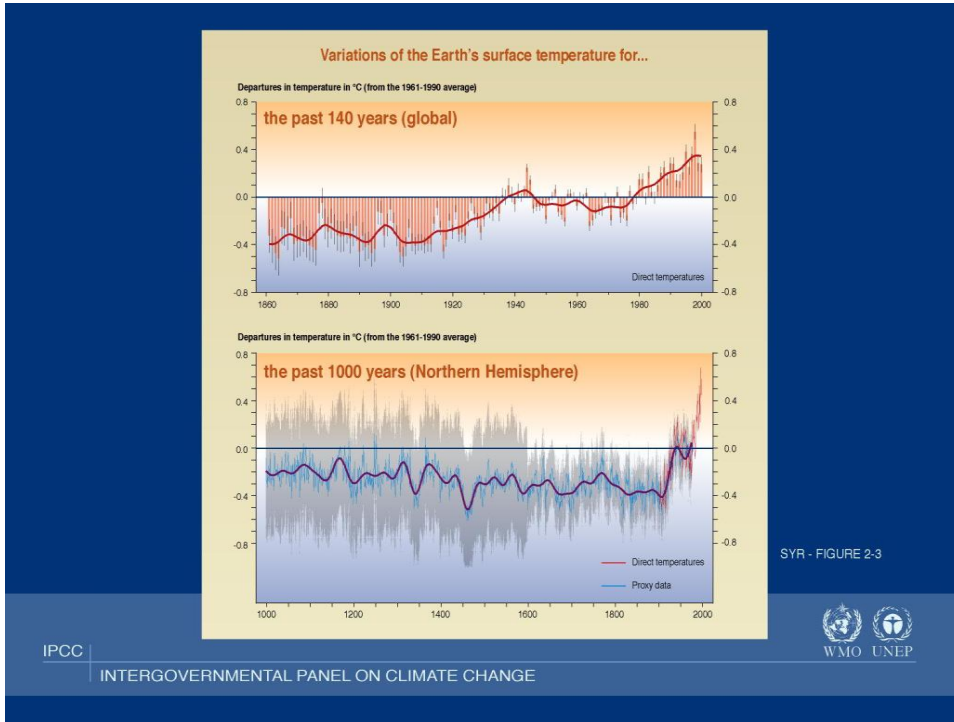 Variations of the Earth's surface temperature for...
Departures in temperature in °C (from the 1961-1990 average)
the past 140 years (global)
0.8 0.8
0.4 0.4
0.0 0.0
-0.4 -0.4
-0.8 -0.8
Direct temperatures
1860 1880 1900 1920 1940 1960 1980 2000
Departures in temperature in °C (from the 1961-1990 average)
the past 1000 years (Northern Hemisphere)
0.8 0.8
0.4 0.4
0.0 0.0
-0.4 -0.4
-0.8 -0.8
Direct temperatures
Proxy data
1000 1200 1400 1600 1800 2000
SYR - FIGURE 2-3
IPCC
INTERGOVERNMENTAL PANEL ON CLIMATE CHANGE
WMO UNEP